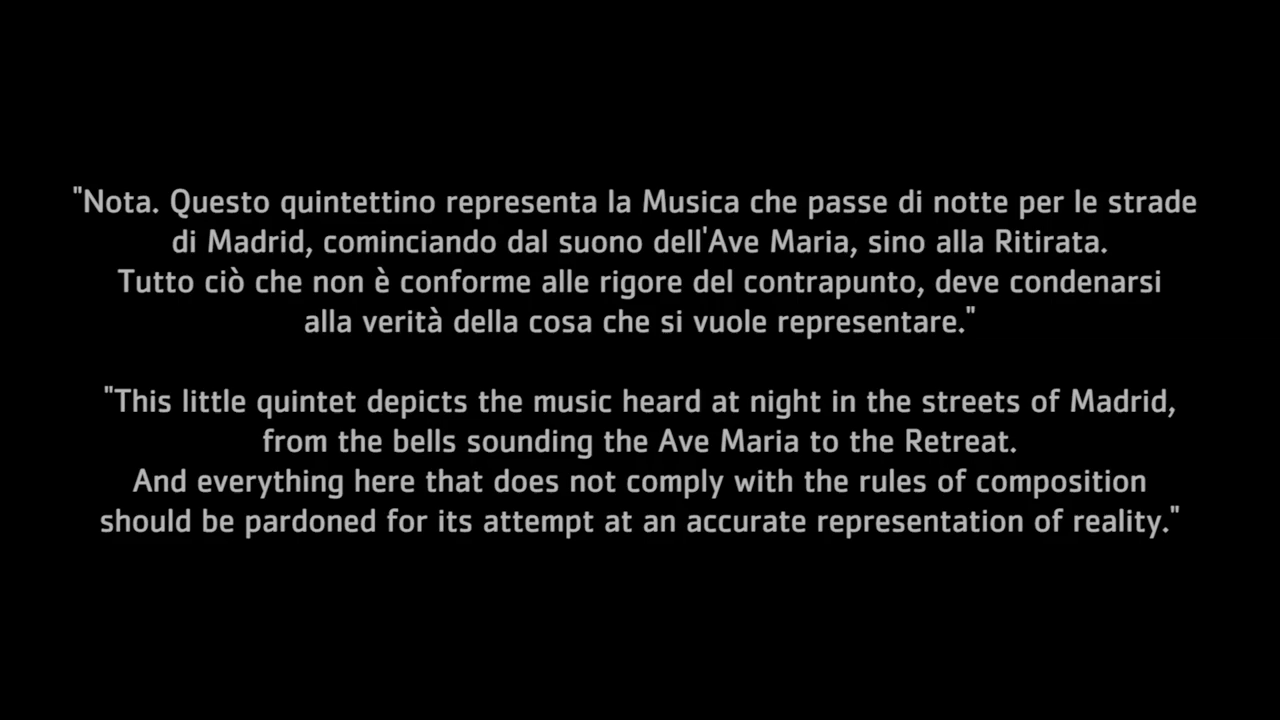 "Nota. Questo quintettino representa la Musica che passe di notte per le strade
di Madrid, cominciando dal suono dell'Ave Maria, sino alla Ritirata.
Tutto ciò che non è conforme alle rigore del contrapunto, deve condenarsi
alla verità della cosa che si vuole representare."
"This little quintet depicts the music heard at night in the streets of Madrid,
from the bells sounding the Ave Maria to the Retreat.
And everything here that does not comply with the rules of composition
should be pardoned for its attempt at an accurate representation of reality."